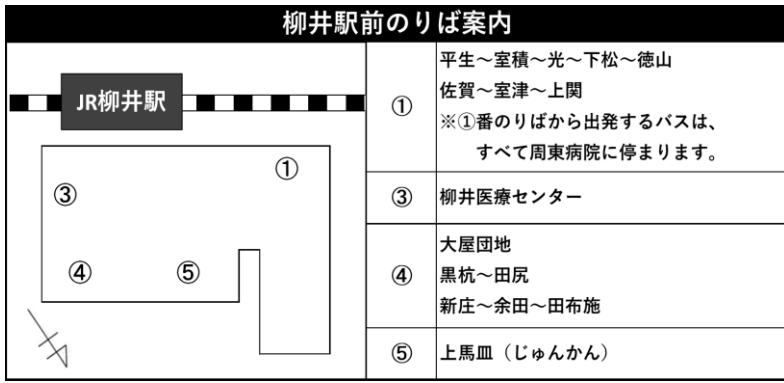 柳井駅前のりば案内
JR柳井駅
①
③
④
⑤
①
平生～室積～光～下松～徳山
佐賀～室津～上関
※①番のりばから出発するバスは、
すべて周東病院に停まります。
③
柳井医療センター
④
大屋団地
黒杭～田尻
新庄～余田～田布施
⑤
上馬皿（じゅんかん）